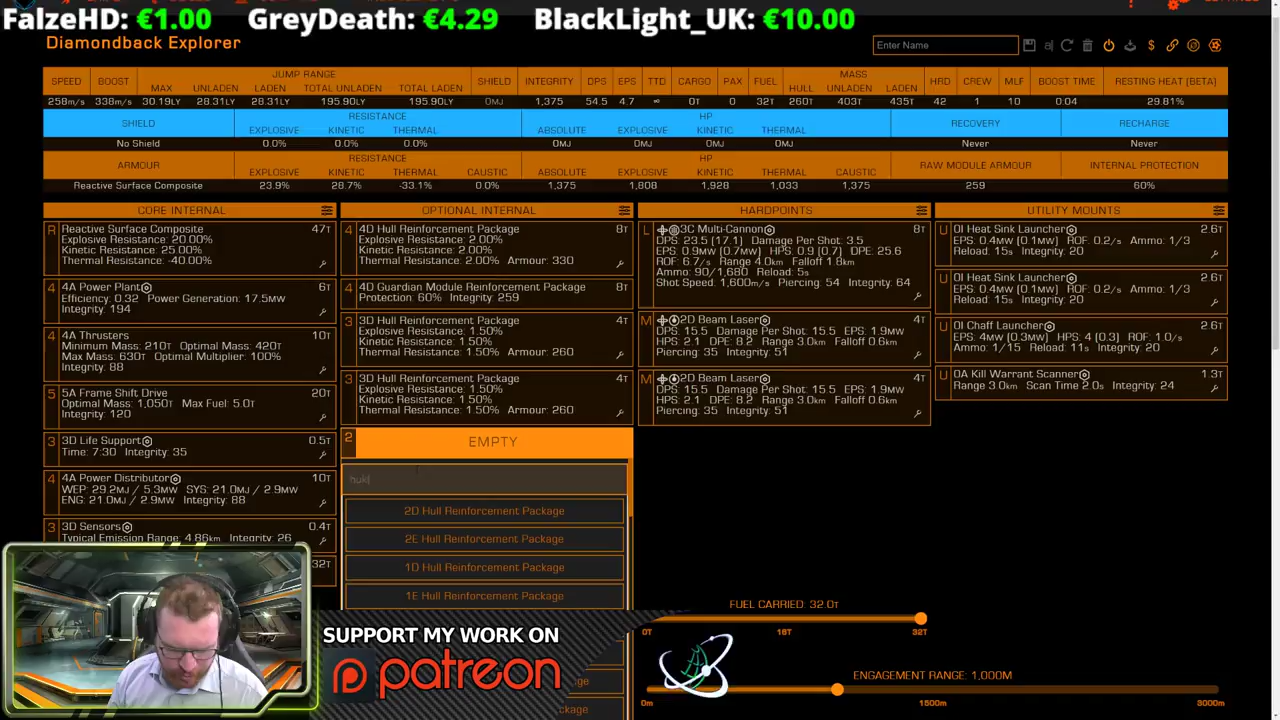 FalzeHD: €1.00 GreyDeath: €4.29 BlackLight_UK: €10.00
Diamondback Explorer
Enter Name
SPEED BOOST JUMP RANGE SHIELD INTEGRITY DPS EPS TTD CARGO PAX FUEL MASS HRD CREW MLF BOOST TIME RESTING HEAT (BETA)
MAX UNLADEN LADEN TOTAL UNLADEN TOTAL LADEN HULL UNLADEN LADEN
258m/s 338m/s 30.19LY 28.31LY 28.31LY 195.90LY 195.90LY 0MJ 1,375 54.5 4.7 ∞ 0T 0 32T 260T 403T 435T 42 1 10 0:04 29.81%
SHIELD RESISTANCE HP RECOVERY RECHARGE
EXPLOSIVE KINETIC THERMAL ABSOLUTE EXPLOSIVE KINETIC THERMAL
No Shield 0.0% 0.0% 0.0% 0MJ 0MJ 0MJ 0MJ Never Never
ARMOUR RESISTANCE HP RAW MODULE ARMOUR INTERNAL PROTECTION
EXPLOSIVE KINETIC THERMAL CAUSTIC ABSOLUTE EXPLOSIVE KINETIC THERMAL CAUSTIC
Reactive Surface Composite 23.9% 28.7% -33.1% 0.0% 1,375 1,808 1,928 1,033 1,375 259 60%
CORE INTERNAL
R Reactive Surface Composite 47T
Explosive Resistance: 20.00%
Kinetic Resistance: 25.00%
Thermal Resistance: -40.00%
4 4A Power Plant 6T
Efficiency: 0.32 Power Generation: 17.5MW
Integrity: 194
4 4A Thrusters 10T
Minimum Mass: 210T Optimal Mass: 420T
Max Mass: 630T Optimal Multiplier: 100%
Integrity: 88
5 5A Frame Shift Drive 20T
Optimal Mass: 1,050T Max Fuel: 5.0T
Integrity: 120
3 3D Life Support 0.5T
Time: 7:30 Integrity: 35
4 4A Power Distributor 10T
WEP: 29.2MJ / 5.3MW SYS: 21.0MJ / 2.9MW
ENG: 21.0MJ / 2.9MW Integrity: 88
3 3D Sensors 0.4T
Typical Emission Range: 4.86km Integrity: 26
32T
OPTIONAL INTERNAL
4 4D Hull Reinforcement Package 8T
Explosive Resistance: 2.00%
Kinetic Resistance: 2.00%
Thermal Resistance: 2.00% Armour: 330
4 4D Guardian Module Reinforcement Package 8T
Protection: 60% Integrity: 259
3 3D Hull Reinforcement Package 4T
Explosive Resistance: 1.50%
Kinetic Resistance: 1.50%
Thermal Resistance: 1.50% Armour: 260
3 3D Hull Reinforcement Package 4T
Explosive Resistance: 1.50%
Kinetic Resistance: 1.50%
Thermal Resistance: 1.50% Armour: 260
2 EMPTY
2D Hull Reinforcement Package
2E Hull Reinforcement Package
1D Hull Reinforcement Package
1E Hull Reinforcement Package
HARDPOINTS
L 3C Multi-Cannon 8T
DPS: 23.5 (17.1) Damage Per Shot: 3.5
EPS: 0.9MW (0.7MW) HPS: 0.9 (0.7) DPE: 25.6
ROF: 6.7/s Range 4.0km Falloff 1.8km
Ammo: 90/1,680 Reload: 5s
Shot Speed: 1,600m/s Piercing: 54 Integrity: 64
M 2D Beam Laser 4T
DPS: 15.5 Damage Per Shot: 15.5 EPS: 1.9MW
HPS: 2.1 DPE: 8.2 Range 3.0km Falloff 0.6km
Piercing: 35 Integrity: 51
M 2D Beam Laser 4T
DPS: 15.5 Damage Per Shot: 15.5 EPS: 1.9MW
HPS: 2.1 DPE: 8.2 Range 3.0km Falloff 0.6km
Piercing: 35 Integrity: 51
UTILITY MOUNTS
U 0I Heat Sink Launcher 2.6T
EPS: 0.4MW (0.1MW) ROF: 0.2/s Ammo: 1/3
Reload: 15s Integrity: 20
U 0I Heat Sink Launcher 2.6T
EPS: 0.4MW (0.1MW) ROF: 0.2/s Ammo: 1/3
Reload: 15s Integrity: 20
U 0I Chaff Launcher 2.6T
EPS: 4MW (0.3MW) HPS: 4 (0.3) ROF: 1.0/s
Ammo: 1/15 Reload: 11s Integrity: 20
U 0A Kill Warrant Scanner 1.3T
Range 3.0km Scan Time 2.0s Integrity: 24
FUEL CARRIED: 32.0T
0T 16T 32T
ENGAGEMENT RANGE: 1,000M
0m 1500m 3000m
SUPPORT MY WORK ON
patreon